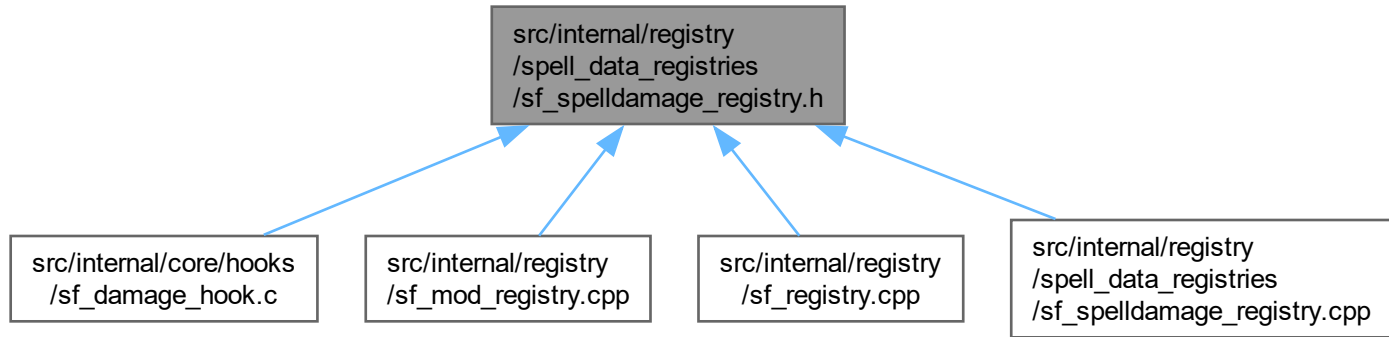 src/internal/registry
/spell_data_registries
/sf_spelldamage_registry.h
src/internal/core/hooks
/sf_damage_hook.c
src/internal/registry
/sf_mod_registry.cpp
src/internal/registry
/sf_registry.cpp
src/internal/registry
/spell_data_registries
/sf_spelldamage_registry.cpp